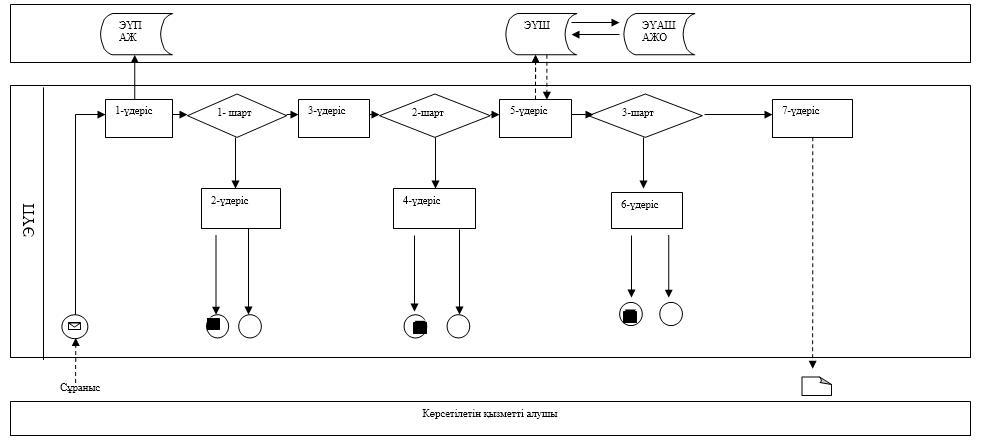 ЭҮП
АЖ
ЭҮШ
ЭҮАШ
АЖО
1-үдеріс
1- шарт
3-үдеріс
2-шарт
5-үдеріс
3-шарт
7-үдеріс
2-үдеріс
4-үдеріс
6-үдеріс
ЭҮП
Сұраныс
Көрсетілетін қызметті алушы